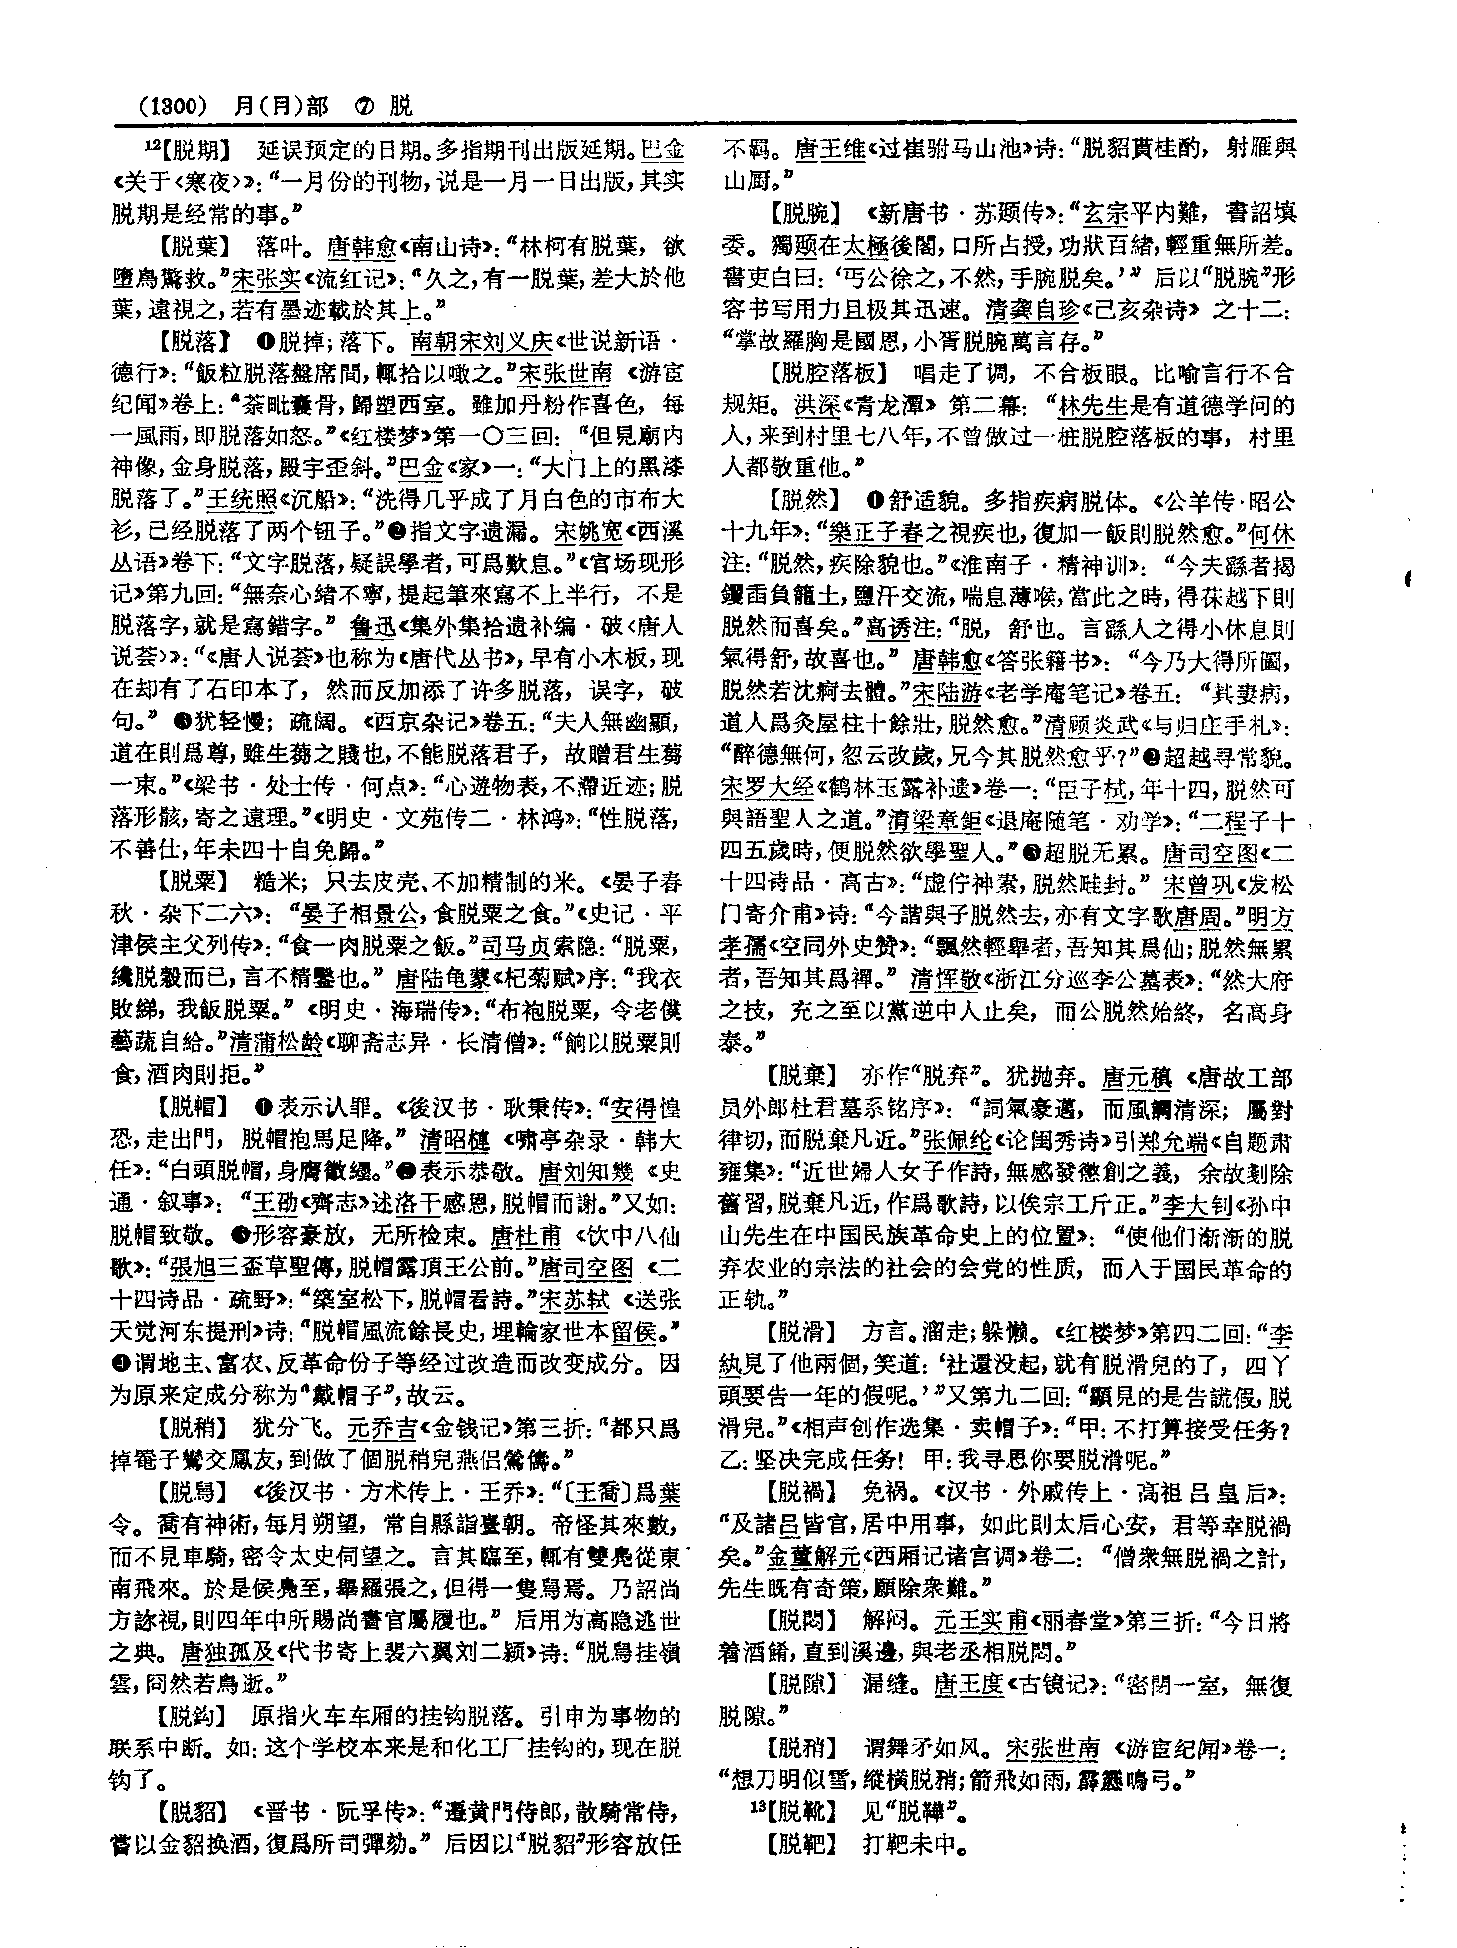 (1300) 月(⺼)部 ⑦ 脱
¹²【脱期】 延误预定的日期。多指期刊出版延期。巴金
《关于〈寒夜〉》：“一月份的刊物，说是一月一日出版，其实
脱期是经常的事。”
【脱葉】 落叶。唐韩愈《南山诗》：“林柯有脱葉，欲
墮鳥驚救。”宋张实《流红记》：“久之，有一脱葉，差大於他
葉，遠視之，若有墨迹載於其上。”
【脱落】 ❶脱掉；落下。南朝宋刘义庆《世说新语·
德行》：“飯粒脱落盤席間，輒拾以噉之。”宋张世南《游宦
纪闻》卷上：“荼毗囊骨，歸塑西室。雖加丹粉作喜色，每
一風雨，即脱落如怒。”《红楼梦》第一〇三回：“但見廟内
神像，金身脱落，殿宇歪斜。”巴金《家》一：“大门上的黑漆
脱落了。”王统照《沉船》：“洗得几乎成了月白色的市布大
衫，已经脱落了两个钮子。”❷指文字遗漏。宋姚宽《西溪
丛语》卷下：“文字脱落，疑誤學者，可爲歎息。”《官场现形
记》第九回：“無奈心緒不寧，提起筆來寫不上半行，不是
脱落字，就是寫錯字。”鲁迅《集外集拾遗补编·破〈唐人
说荟〉》：“《唐人说荟》也称为《唐代丛书》，早有小木板，现
在却有了石印本了，然而反加添了许多脱落，误字，破
句。”❸犹轻慢；疏阔。《西京杂记》卷五：“夫人無幽顯，
道在則爲尊，雖生蒭之賤也，不能脱落君子，故贈君生蒭
一束。”《梁书·处士传·何点》：“心遊物表，不滯近迹；脱
落形骸，寄之遠理。”《明史·文苑传二·林鸿》：“性脱落，
不善仕，年未四十自免歸。”
【脱粟】 糙米；只去皮壳、不加精制的米。《晏子春
秋·杂下二六》：“晏子相景公，食脱粟之食。”《史记·平
津侯主父列传》：“食一肉脱粟之飯。”司马贞索隐：“脱粟，
纔脱穀而已，言不精鑿也。”唐陆龟蒙《杞菊赋》序：“我衣
敗綈，我飯脱粟。”《明史·海瑞传》：“布袍脱粟，令老僕
藝蔬自給。”清蒲松龄《聊斋志异·长清僧》：“餉以脱粟則
食，酒肉則拒。”
【脱帽】 ❶表示认罪。《後汉书·耿秉传》：“安得惶
恐，走出門，脱帽抱馬足降。”清昭槤《啸亭杂录·韩大
任》：“白頭脱帽，身膺徽纆。”❷表示恭敬。唐刘知幾《史
通·叙事》：“王劭《齊志》述洛干感恩，脱帽而謝。”又如：
脱帽致敬。❸形容豪放，无所检束。唐杜甫《饮中八仙
歌》：“張旭三盃草聖傳，脱帽露頂王公前。”唐司空图《二
十四诗品·疏野》：“築室松下，脱帽看詩。”宋苏轼《送张
天觉河东提刑》诗：“脱帽風流餘長史，埋輪家世本留侯。”
❹谓地主、富农、反革命份子等经过改造而改变成分。因
为原来定成分称为“戴帽子”，故云。
【脱稍】 犹分飞。元乔吉《金钱记》第三折：“都只爲
掉罨子鸞交鳳友，到做了個脱稍兒燕侣鶯儔。”
【脱舄】 《後汉书·方术传上·王乔》：“〔王喬〕爲葉
令。喬有神術，每月朔望，常自縣詣臺朝。帝怪其來數，
而不見車騎，密令太史伺望之。言其臨至，輒有雙鳧從東
南飛來。於是候鳧至，舉羅張之，但得一隻舄焉。乃詔尚
方診視，則四年中所賜尚書官屬履也。”后用为高隐逃世
之典。唐独孤及《代书寄上裴六冀刘二颖》诗：“脱舄挂嶺
雲，冏然若鳥逝。”
【脱鈎】 原指火车车厢的挂钩脱落。引申为事物的
联系中断。如：这个学校本来是和化工厂挂钩的，现在脱
钩了。
【脱貂】 《晋书·阮孚传》：“遷黄門侍郎，散騎常侍，
嘗以金貂换酒，復爲所司彈劾。”后因以“脱貂”形容放任
不羁。唐王维《过崔驸马山池》诗：“脱貂貰桂酌，射雁與
山厨。”
【脱腕】 《新唐书·苏颋传》：“玄宗平内難，書詔填
委。獨颋在太極後閣，口所占授，功狀百緒，輕重無所差。
書吏白曰：‘丐公徐之，不然，手腕脱矣。’”后以“脱腕”形
容书写用力且极其迅速。清龚自珍《己亥杂诗》之十二：
“掌故羅胸是國恩，小胥脱腕萬言存。”
【脱腔落板】 唱走了调，不合板眼。比喻言行不合
规矩。洪深《青龙潭》第二幕：“林先生是有道德学问的
人，来到村里七八年，不曾做过一桩脱腔落板的事，村里
人都敬重他。”
【脱然】 ❶舒适貌。多指疾病脱体。《公羊传·昭公
十九年》：“樂正子春之視疾也，復加一飯則脱然愈。”何休
注：“脱然，疾除貌也。”《淮南子·精神训》：“今夫繇者揭
钁臿負籠土，鹽汗交流，喘息薄喉，當此之時，得茠越下則
脱然而喜矣。”高诱注：“脱，舒也。言繇人之得小休息則
氣得舒，故喜也。”唐韩愈《答张籍书》：“今乃大得所圖，
脱然若沈痾去體。”宋陆游《老学庵笔记》卷五：“其妻病，
道人爲灸屋柱十餘壯，脱然愈。”清顾炎武《与归庄手札》：
“醉德無何，忽云改歲，兄今其脱然愈乎？”❷超越寻常貌。
宋罗大经《鹤林玉露补遗》卷一：“臣子栻，年十四，脱然可
與語聖人之道。”清梁章钜《退庵随笔·劝学》：“二程子十
四五歲時，便脱然欲學聖人。”❸超脱无累。唐司空图《二
十四诗品·高古》：“虚佇神素，脱然畦封。”宋曾巩《发松
门寄介甫》诗：“今諧與子脱然去，亦有文字歌唐周。”明方
孝孺《空同外史赞》：“飄然輕舉者，吾知其爲仙；脱然無累
者，吾知其爲禪。”清恽敬《浙江分巡李公墓表》：“然大府
之技，充之至以黨逆中人止矣，而公脱然始終，名高身
泰。”
【脱棄】 亦作“脱弃”。犹抛弃。唐元稹《唐故工部
员外郎杜君墓系铭序》：“詞氣豪邁，而風調清深；屬對
律切，而脱棄凡近。”张佩纶《论闺秀诗》引郑允端《自题肃
雍集》：“近世婦人女子作詩，無感發懲創之義，余故剗除
舊習，脱棄凡近，作爲歌詩，以俟宗工斤正。”李大钊《孙中
山先生在中国民族革命史上的位置》：“使他们渐渐的脱
弃农业的宗法的社会的会党的性质，而入于国民革命的
正轨。”
【脱滑】 方言。溜走；躲懒。《红楼梦》第四二回：“李
紈見了他兩個，笑道：‘社還没起，就有脱滑兒的了，四丫
頭要告一年的假呢。’”又第九二回：“顯見的是告謊假，脱
滑兒。”《相声创作选集·卖帽子》：“甲：不打算接受任务？
乙：坚决完成任务！甲：我寻思你要脱滑呢。”
【脱禍】 免祸。《汉书·外戚传上·高祖吕皇后》：
“及諸吕皆官，居中用事，如此則太后心安，君等幸脱禍
矣。”金董解元《西厢记诸宫调》卷二：“僧衆無脱禍之計，
先生既有奇策，願除衆難。”
【脱悶】 解闷。元王实甫《丽春堂》第三折：“今日將
着酒餚，直到溪邊，與老丞相脱悶。”
【脱隙】 漏缝。唐王度《古镜记》：“密閉一室，無復
脱隙。”
【脱矟】 谓舞矛如风。宋张世南《游宦纪闻》卷一：
“想刀明似雪，縱横脱矟；箭飛如雨，霹靂鳴弓。”
¹³【脱靴】 见“脱鞾”。
【脱靶】 打靶未中。